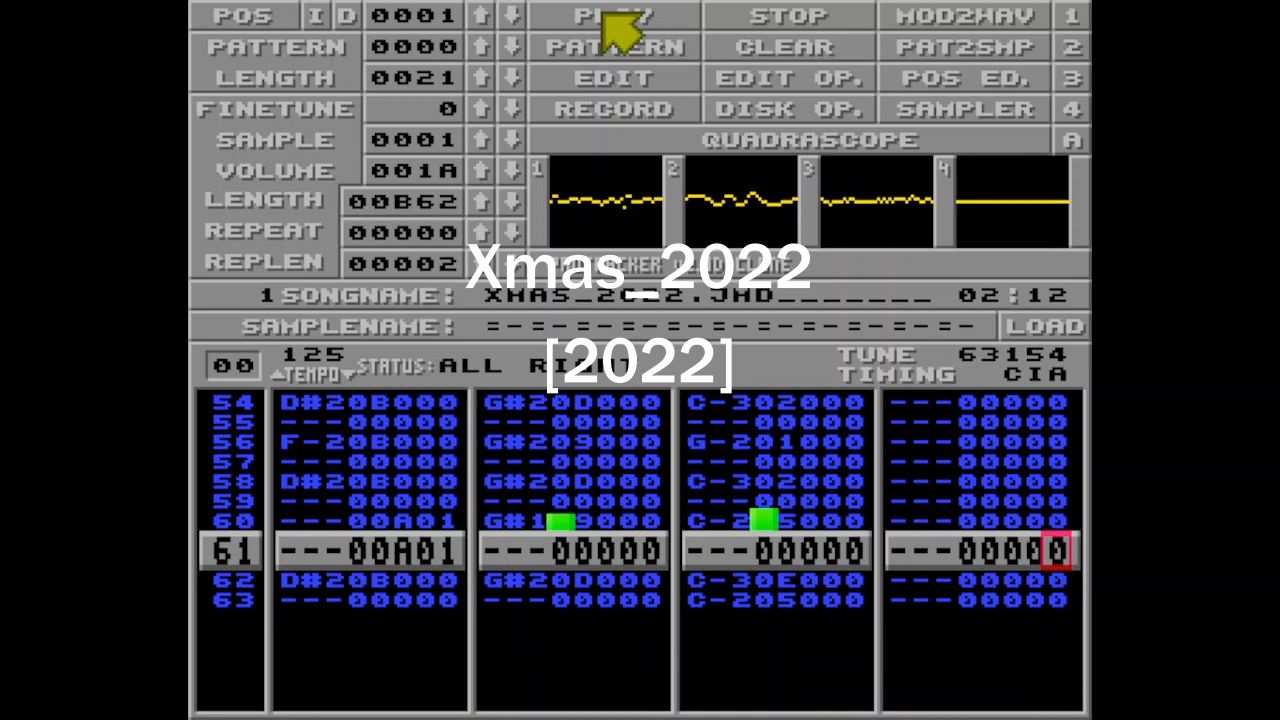 POS I D 0001 STOP MOD2WAV 1
PATTERN 0000 PATTERN CLEAR PAT2SMP 2
LENGTH 0021 EDIT EDIT OP. POS ED. 3
FINETUNE 0 RECORD DISK OP. SAMPLER 4
SAMPLE 0001 QUADRASCOPE A
VOLUME 001A 1 2 3 4
LENGTH 00B62
REPEAT 00000
REPLEN 00002
Xmas_2022
1 SONGNAME: XMAS_2022.JMD_______ 02:12
SAMPLENAME: =-=-=-=-=-=-=-=-=-=-=- LOAD
[2022]
00 125 TEMPO STATUS: ALL RIGHT TUNE 63154
TIMING CIA
54 D#20B000 G#20D000 C-302000 ---00000
55 ---00000 ---00000 ---00000 ---00000
56 F-20B000 G#209000 G-201000 ---00000
57 ---00000 ---00000 ---00000 ---00000
58 D#20B000 G#20D000 C-302000 ---00000
59 ---00000 ---00000 ---00000 ---00000
60 ---00A01 G#109000 C-205000 ---00000
61 ---00A01 ---00000 ---00000 ---00000
62 D#20B000 G#20D000 C-30E000 ---00000
63 ---00000 ---00000 C-205000 ---00000